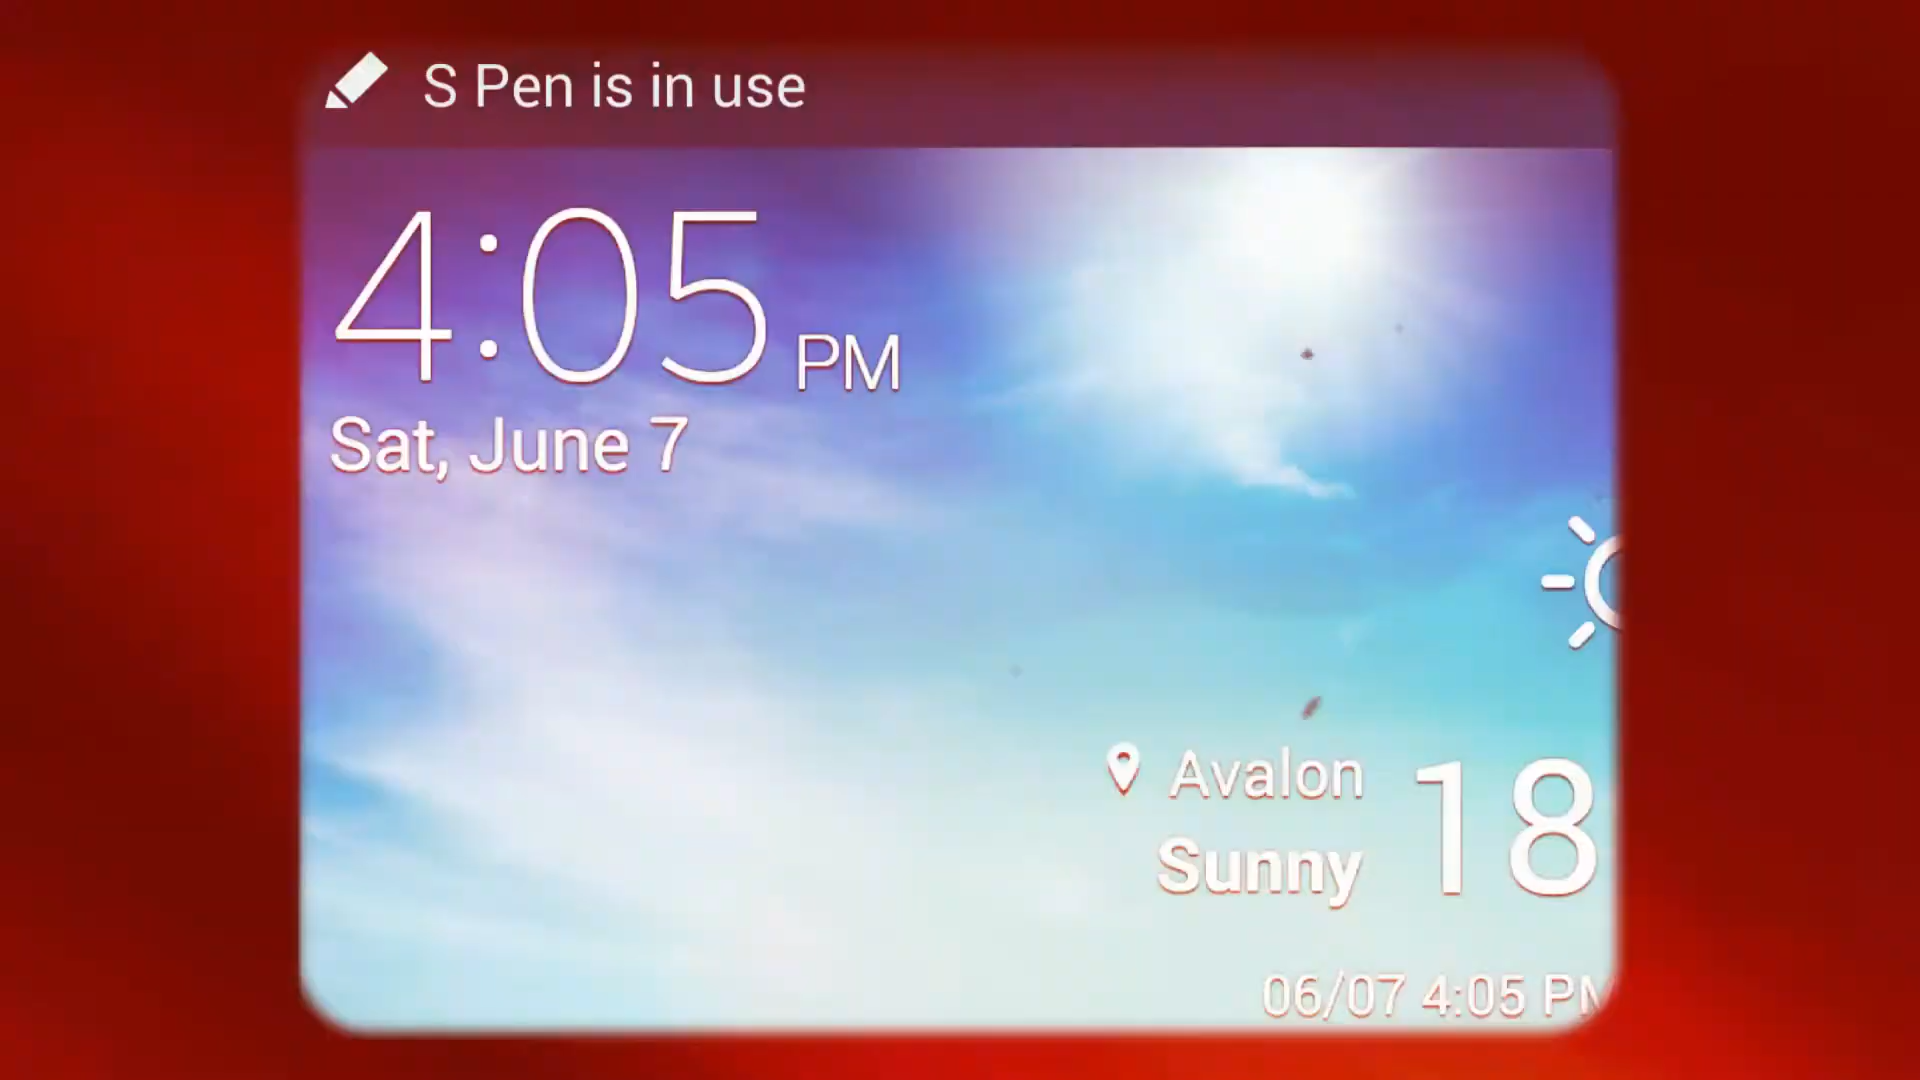 S Pen is in use
4:05 PM
Sat, June 7
Avalon
Sunny
18
06/07 4:05 PM